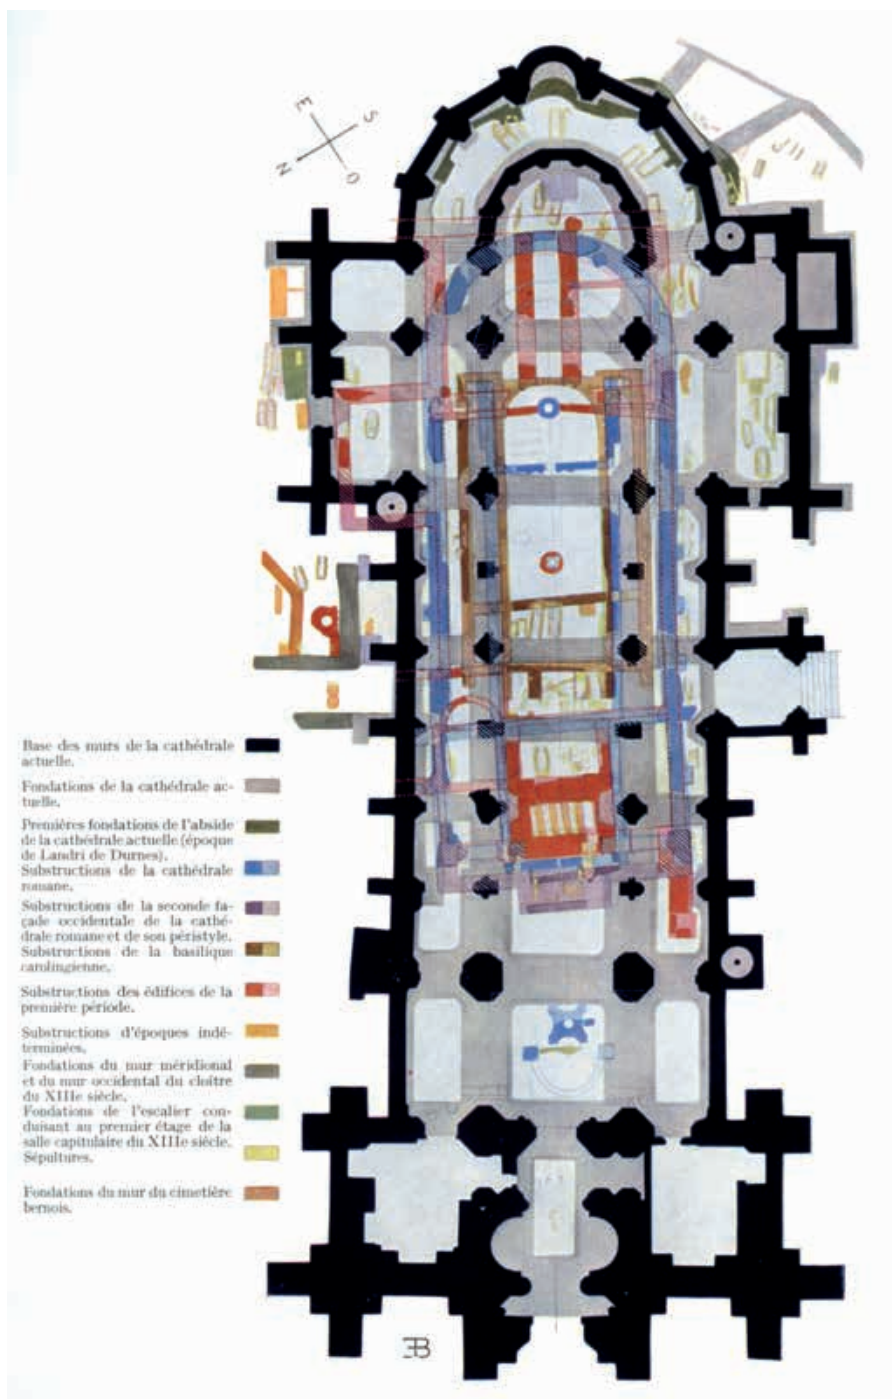 E
S
N
O
Base des murs de la cathédrale
actuelle.
Fondations de la cathédrale ac-
tuelle.
Premières fondations de l'abside
de la cathédrale actuelle (époque
de Landri de Durnes).
Substructions de la cathédrale
romane.
Substructions de la seconde fa-
çade occidentale de la cathé-
drale romane et de son péristyle.
Substructions de la basilique
carolingienne.
Substructions des édifices de la
première période.
Substructions d'époques indé-
terminées.
Fondations du mur méridional
et du mur occidental du cloître
du XIIIe siècle.
Fondations de l'escalier con-
duisant au premier étage de la
salle capitulaire du XIIIe siècle.
Sépultures.
Fondations du mur du cimetière
bernois.